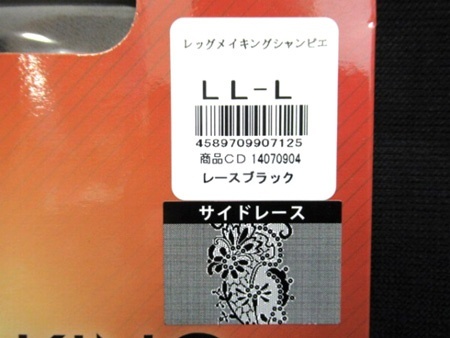 レッグメイキングシャンピエ
LL-L
4589709907125
商品CD 14070904
レースブラック
サイドレース